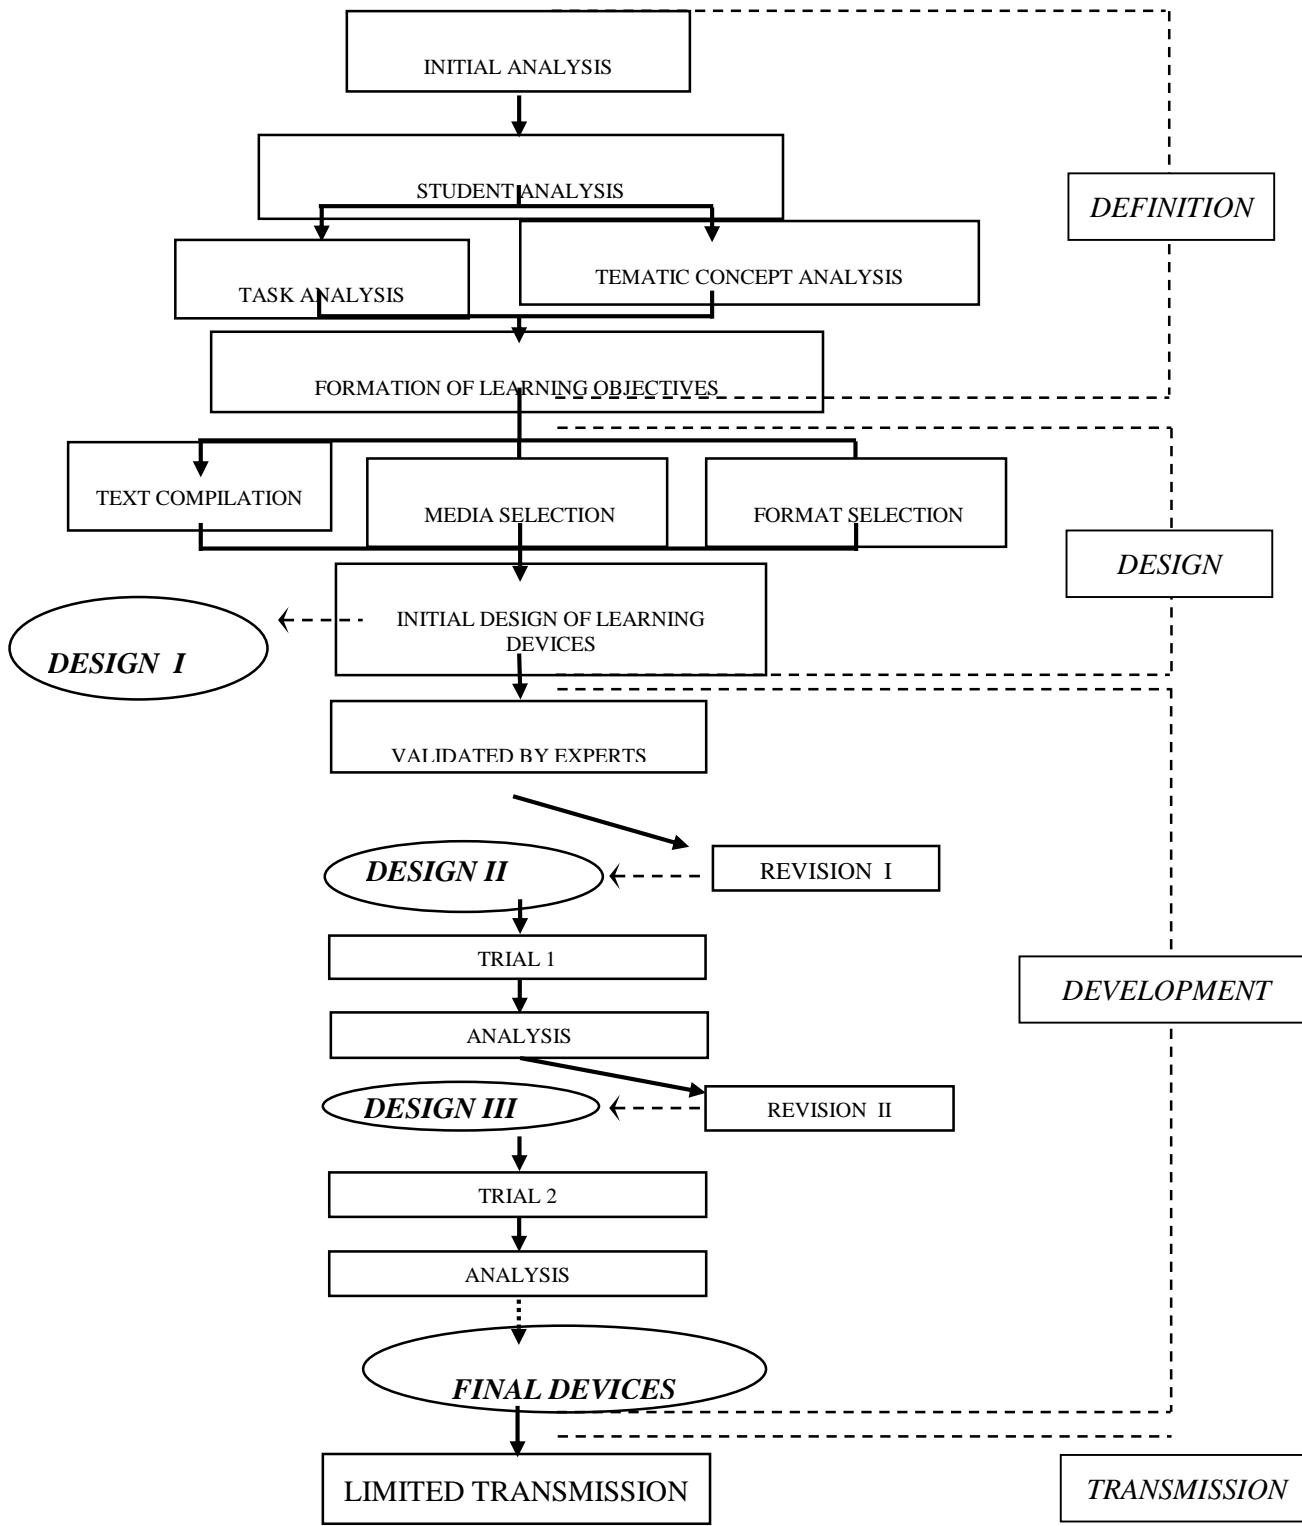 INITIAL ANALYSIS
STUDENT ANALYSIS
DEFINITION
TASK ANALYSIS
TEMATIC CONCEPT ANALYSIS
FORMATION OF LEARNING OBJECTIVES
TEXT COMPILATION
MEDIA SELECTION
FORMAT SELECTION
DESIGN
INITIAL DESIGN OF LEARNING
DEVICES
DESIGN I
VALIDATED BY EXPERTS
DESIGN II
REVISION I
TRIAL 1
DEVELOPMENT
ANALYSIS
DESIGN III
REVISION II
TRIAL 2
ANALYSIS
FINAL DEVICES
LIMITED TRANSMISSION
TRANSMISSION